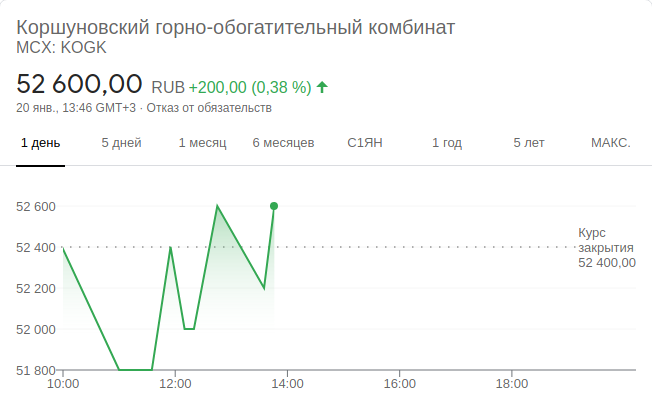 Коршуновский горно-обогатительный комбинат
MCX: KOGK
52 600,00 RUB +200,00 (0,38 %)
20 янв., 13:46 GMT+3 · Отказ от обязательств
1 день 5 дней 1 месяц 6 месяцев С1ЯН 1 год 5 лет МАКС.
52 600
52 400
52 200
52 000
51 800
Курс
закрытия
52 400,00
10:00 12:00 14:00 16:00 18:00